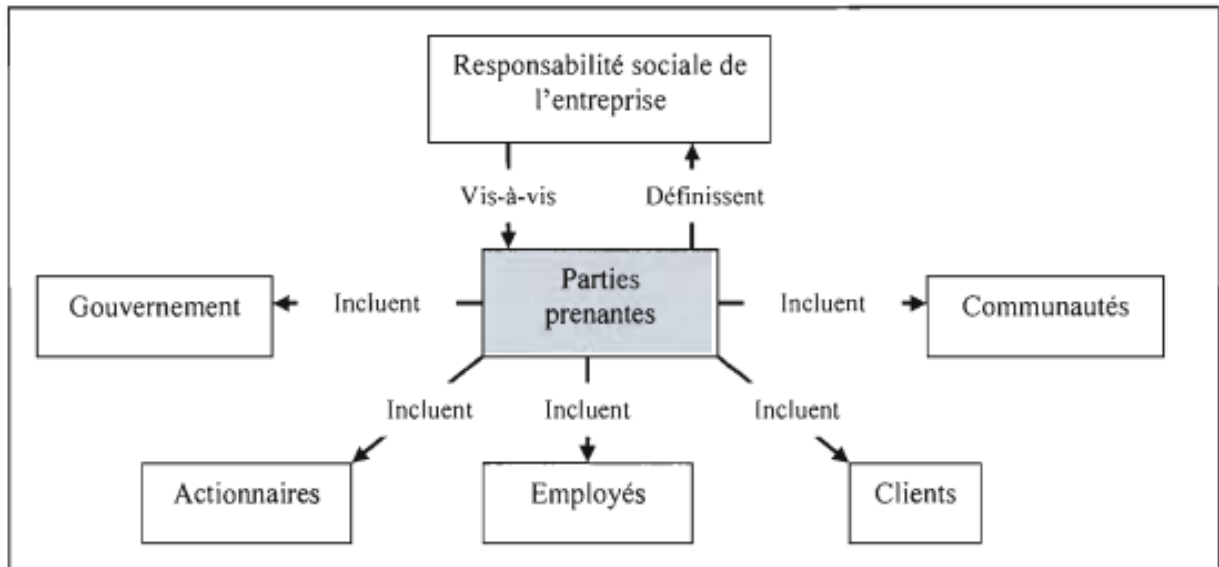 Responsabilité sociale de
l'entreprise
Vis-à-vis
Définissent
Parties
prenantes
Gouvernement
Incluent
Incluent
Communautés
Incluent
Incluent
Incluent
Actionnaires
Employés
Clients